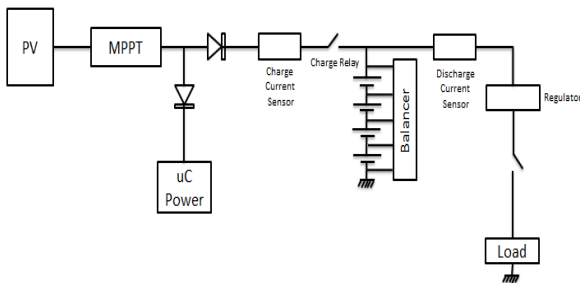 PV
MPPT
Charge
Current
Sensor
Charge Relay
Discharge
Current
Sensor
Regulator
Balancer
uC
Power
Load